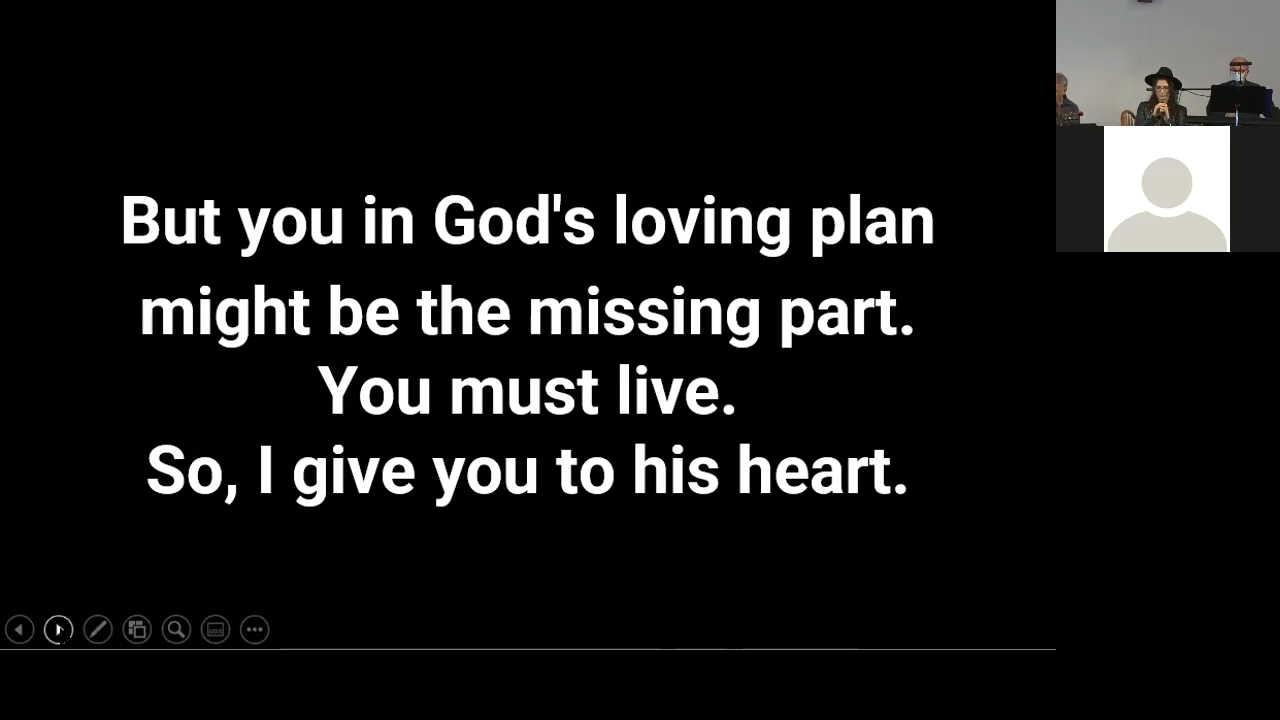 But you in God's loving plan
might be the missing part.
You must live.
So, I give you to his heart.